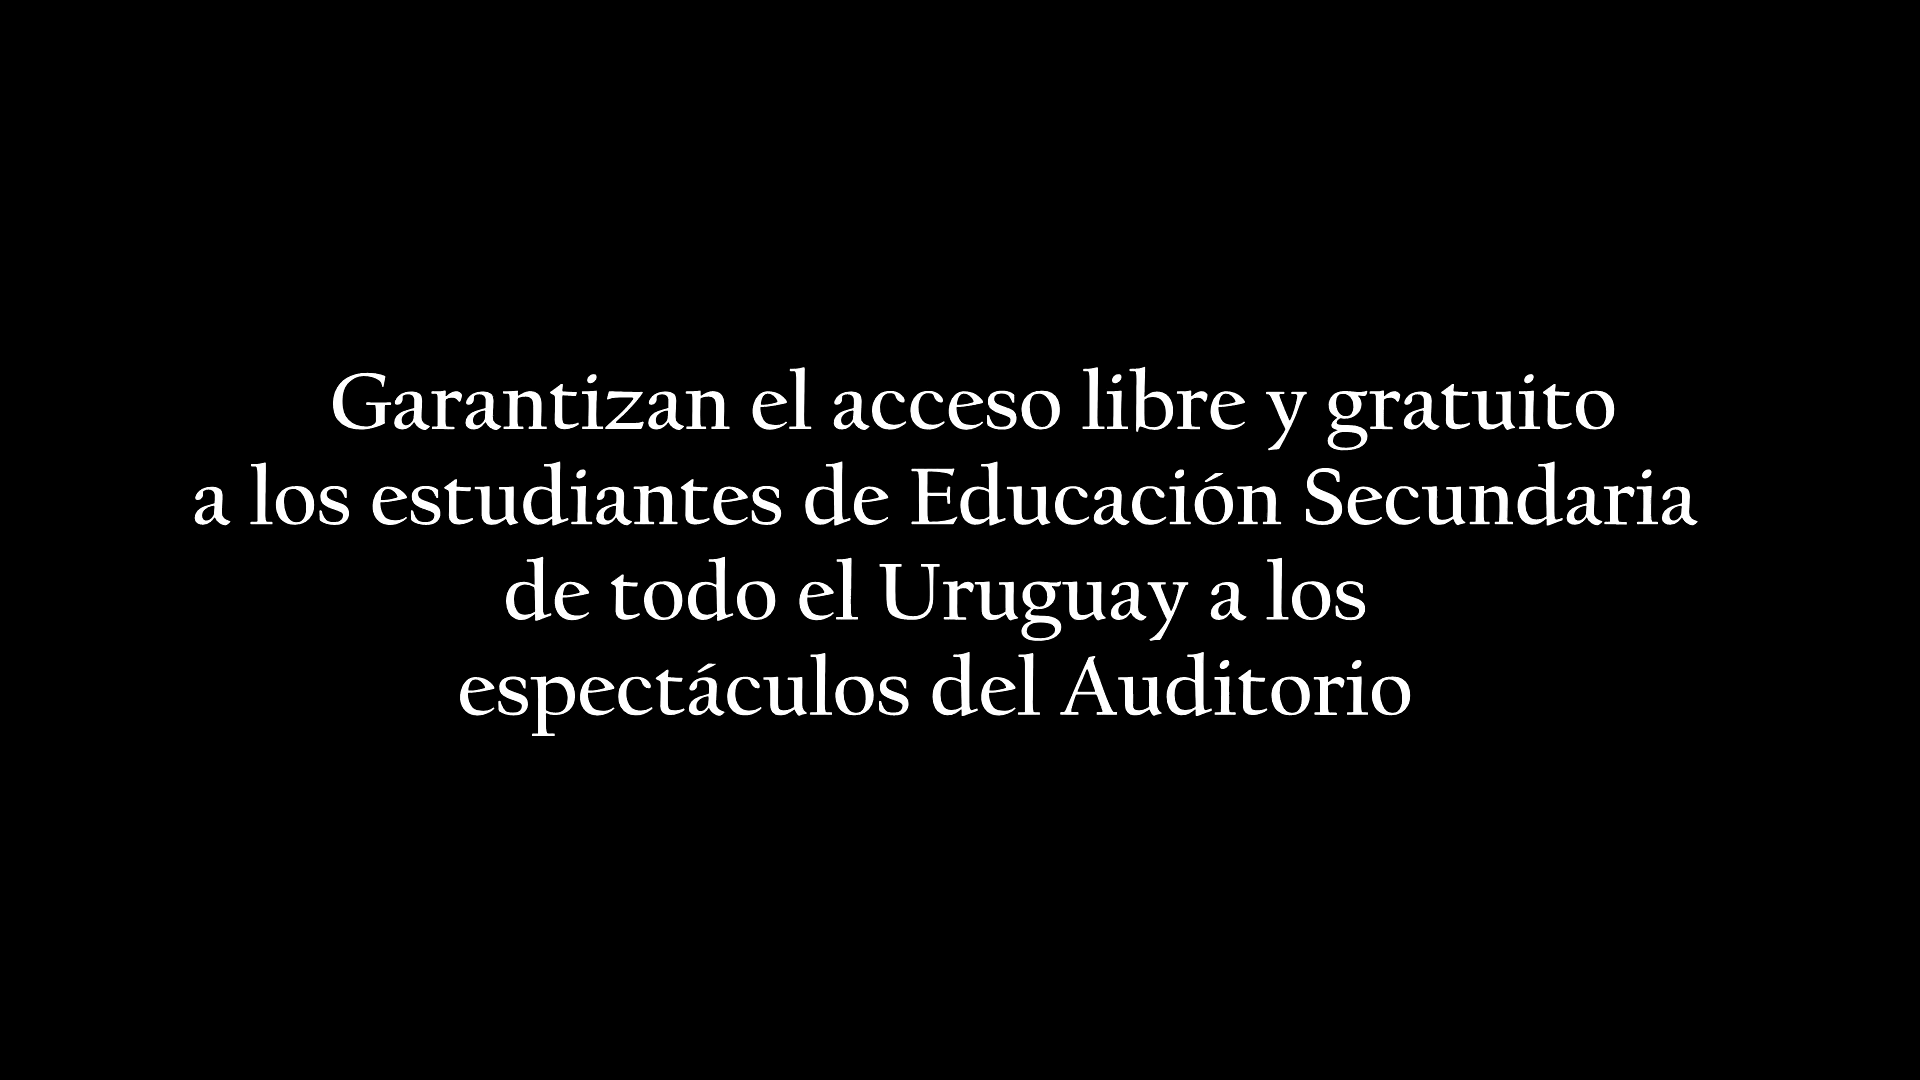 Garantizan el acceso libre y gratuito
a los estudiantes de Educación Secundaria
de todo el Uruguay a los
espectáculos del Auditorio